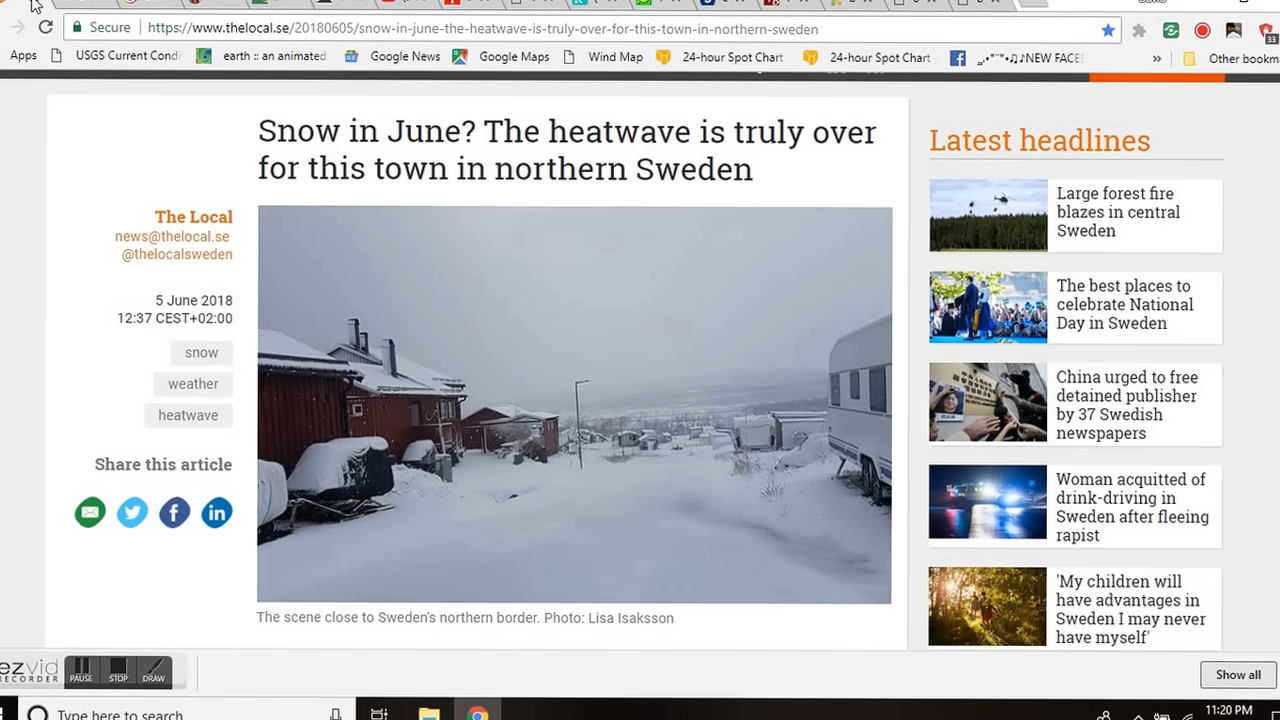 Secure
https://www.thelocal.se/20180605/snow-in-june-the-heatwave-is-truly-over-for-this-town-in-northern-sweden
33
Apps
USGS Current Condi
earth :: an animated
Google News
Google Maps
Wind Map
24-hour Spot Chart
24-hour Spot Chart
NEW FACE
»
Other bookm
Snow in June? The heatwave is truly over
for this town in northern Sweden
The Local
news@thelocal.se
@thelocalsweden
5 June 2018
12:37 CEST+02:00
snow
weather
heatwave
Share this article
The scene close to Sweden's northern border. Photo: Lisa Isaksson
Latest headlines
Large forest fire
blazes in central
Sweden
The best places to
celebrate National
Day in Sweden
China urged to free
detained publisher
by 37 Swedish
newspapers
Woman acquitted of
drink-driving in
Sweden after fleeing
rapist
'My children will
have advantages in
Sweden I may never
have myself'
ezvid
RECORDER
PAUSE
STOP
DRAW
Show all
Type here to search
11:20 PM